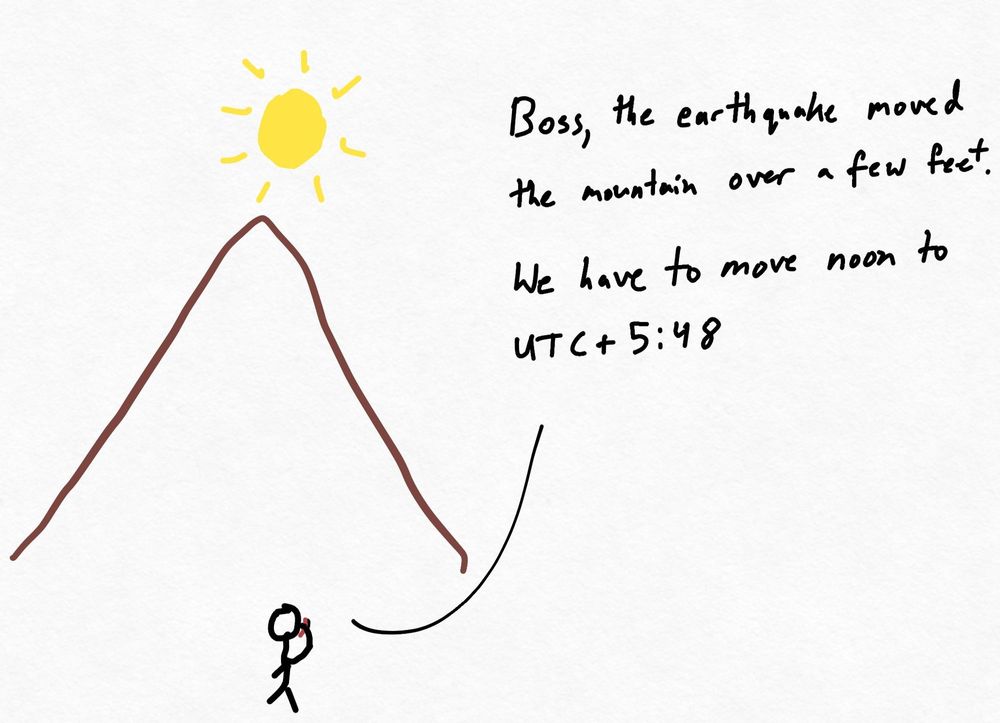 Boss, the earthquake moved
the mountain over a few feet.
We have to move noon to
UTC+5:48